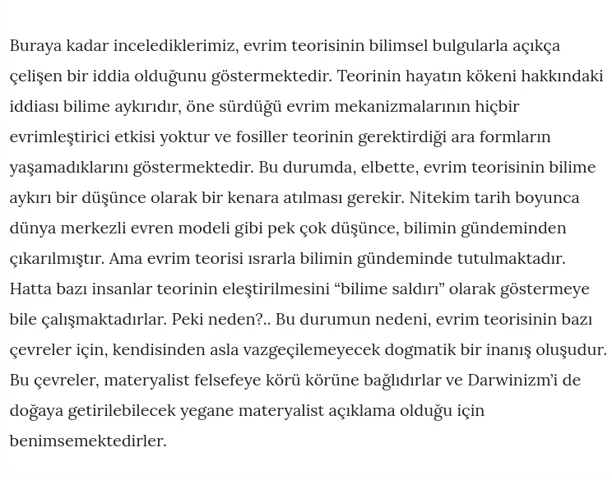 Buraya kadar incelediklerimiz, evrim teorisinin bilimsel bulgularla açıkça
çelişen bir iddia olduğunu göstermektedir. Teorinin hayatın kökeni hakkındaki
iddiası bilime aykırıdır, öne sürdüğü evrim mekanizmalarının hiçbir
evrimleştirici etkisi yoktur ve fosiller teorinin gerektirdiği ara formların
yaşamadıklarını göstermektedir. Bu durumda, elbette, evrim teorisinin bilime
aykırı bir düşünce olarak bir kenara atılması gerekir. Nitekim tarih boyunca
dünya merkezli evren modeli gibi pek çok düşünce, bilimin gündeminden
çıkarılmıştır. Ama evrim teorisi ısrarla bilimin gündeminde tutulmaktadır.
Hatta bazı insanlar teorinin eleştirilmesini “bilime saldırı” olarak göstermeye
bile çalışmaktadırlar. Peki neden?.. Bu durumun nedeni, evrim teorisinin bazı
çevreler için, kendisinden asla vazgeçilemeyecek dogmatik bir inanış oluşudur.
Bu çevreler, materyalist felsefeye körü körüne bağlıdırlar ve Darwinizm’i de
doğaya getirilebilecek yegane materyalist açıklama olduğu için
benimsemektedirler.